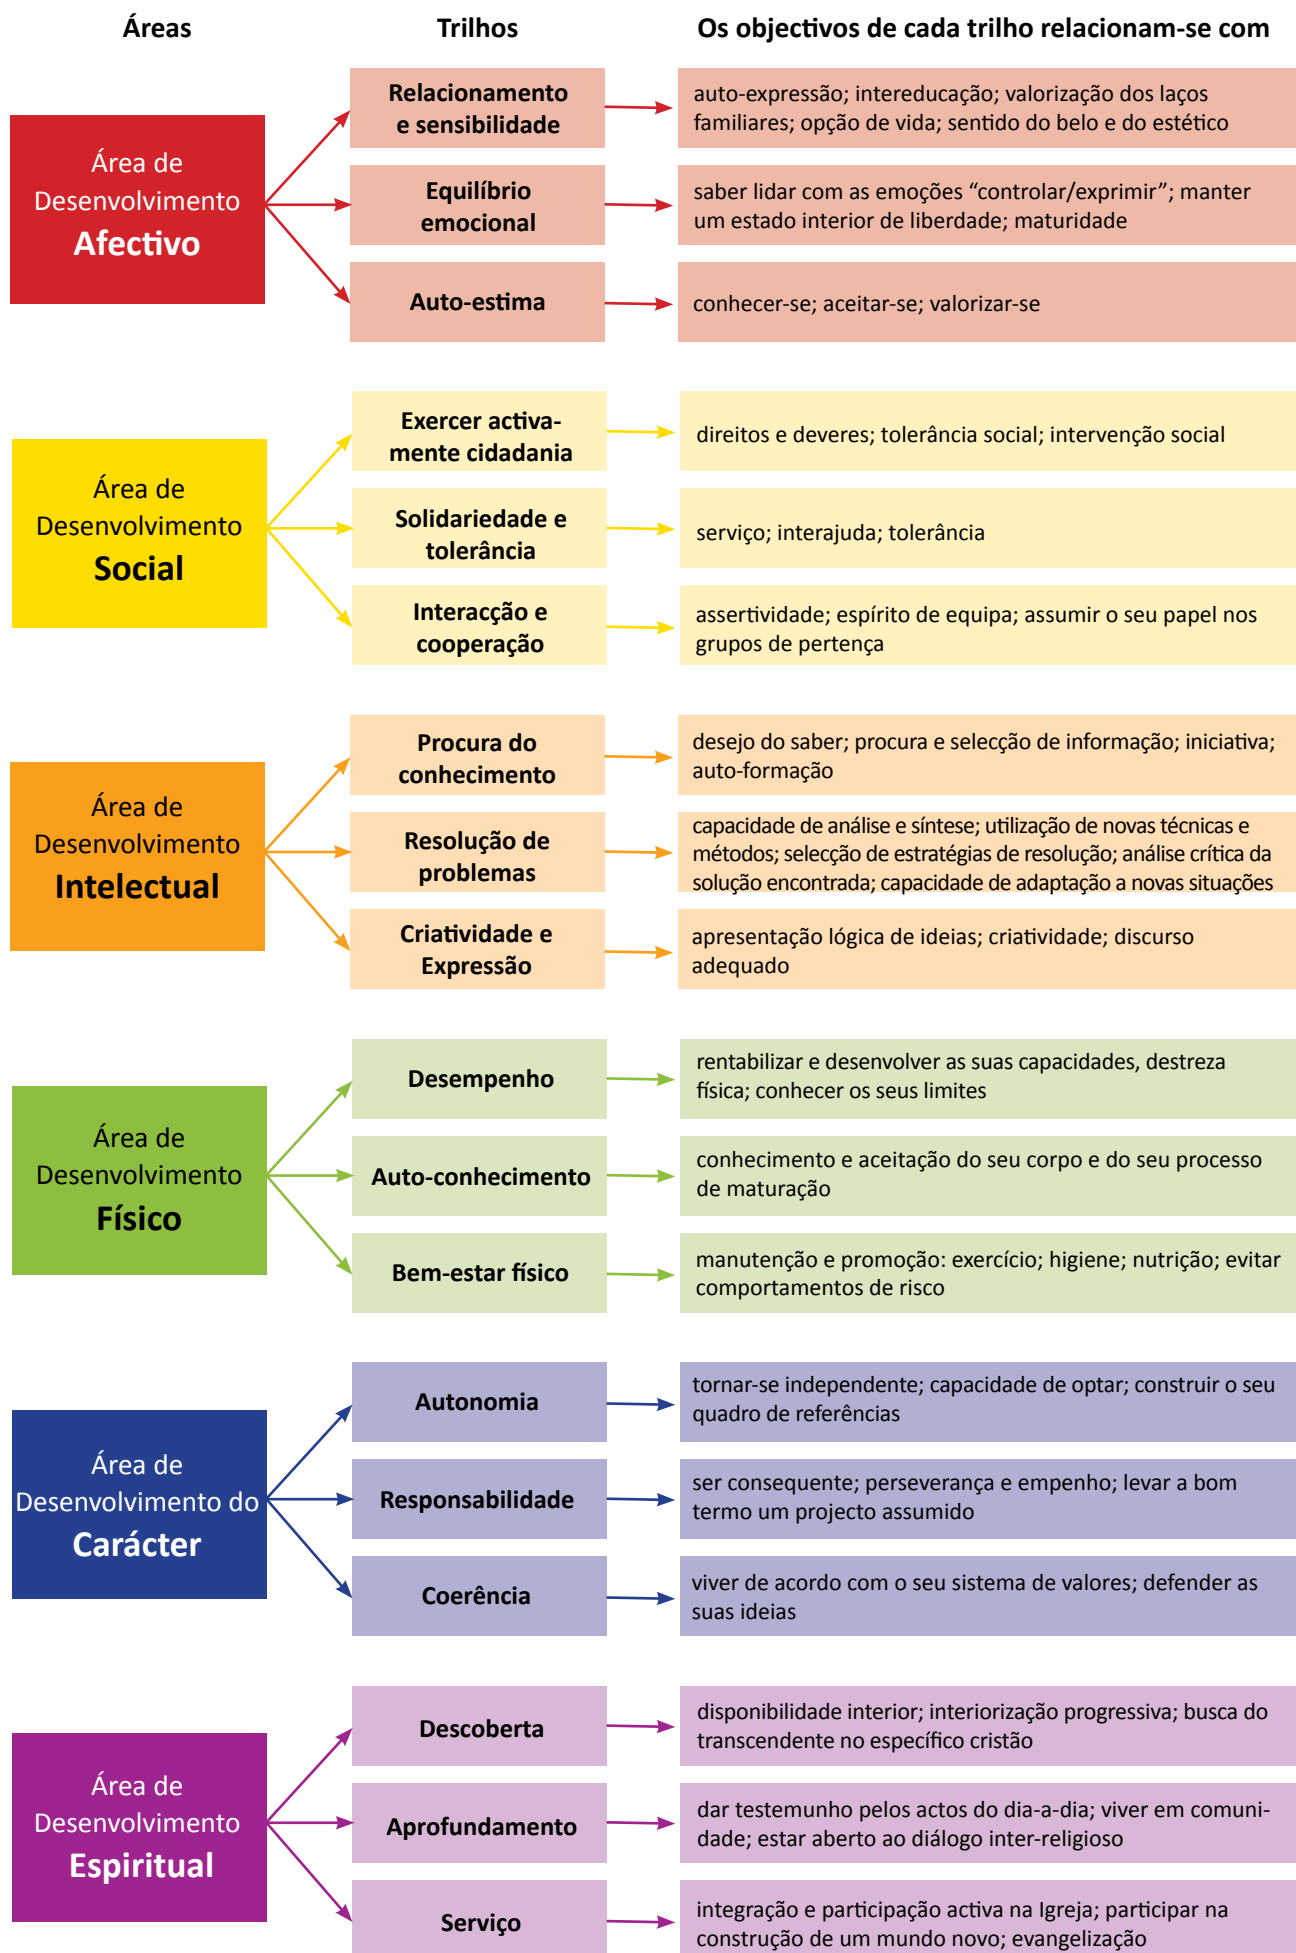 Áreas
Trilhos
Os objectivos de cada trilho relacionam-se com
Área de
Desenvolvimento
Afectivo
Relacionamento
e sensibilidade
auto-expressão; intereducação; valorização dos laços
familiares; opção de vida; sentido do belo e do estético
Equilíbrio
emocional
saber lidar com as emoções “controlar/exprimir”; manter
um estado interior de liberdade; maturidade
Auto-estima
conhecer-se; aceitar-se; valorizar-se
Área de
Desenvolvimento
Social
Exercer activa-
mente cidadania
direitos e deveres; tolerância social; intervenção social
Solidariedade e
tolerância
serviço; interajuda; tolerância
Interacção e
cooperação
assertividade; espírito de equipa; assumir o seu papel nos
grupos de pertença
Área de
Desenvolvimento
Intelectual
Procura do
conhecimento
desejo do saber; procura e selecção de informação; iniciativa;
auto-formação
Resolução de
problemas
capacidade de análise e síntese; utilização de novas técnicas e
métodos; selecção de estratégias de resolução; análise crítica da
solução encontrada; capacidade de adaptação a novas situações
Criatividade e
Expressão
apresentação lógica de ideias; criatividade; discurso
adequado
Área de
Desenvolvimento
Físico
Desempenho
rentabilizar e desenvolver as suas capacidades, destreza
física; conhecer os seus limites
Auto-conhecimento
conhecimento e aceitação do seu corpo e do seu processo
de maturação
Bem-estar físico
manutenção e promoção: exercício; higiene; nutrição; evitar
comportamentos de risco
Área de
Desenvolvimento do
Carácter
Autonomia
tornar-se independente; capacidade de optar; construir o seu
quadro de referências
Responsabilidade
ser consequente; perseverança e empenho; levar a bom
termo um projecto assumido
Coerência
viver de acordo com o seu sistema de valores; defender as
suas ideias
Área de
Desenvolvimento
Espiritual
Descoberta
disponibilidade interior; interiorização progressiva; busca do
transcendente no específico cristão
Aprofundamento
dar testemunho pelos actos do dia-a-dia; viver em comuni-
dade; estar aberto ao diálogo inter-religioso
Serviço
integração e participação activa na Igreja; participar na
construção de um mundo novo; evangelização